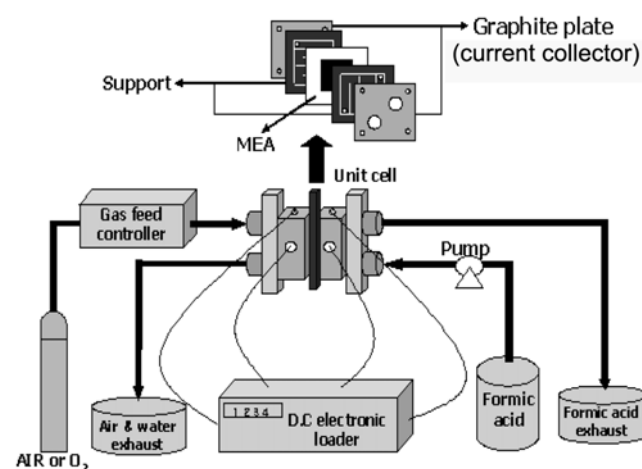 Graphite plate
(current collector)
Support
MEA
Unit cell
Gas feed
controller
Pump
1 2 3 4
D.C electronic
loader
Formic
acid
Air & water
exhaust
Formic acid
exhaust
AIR or O₂